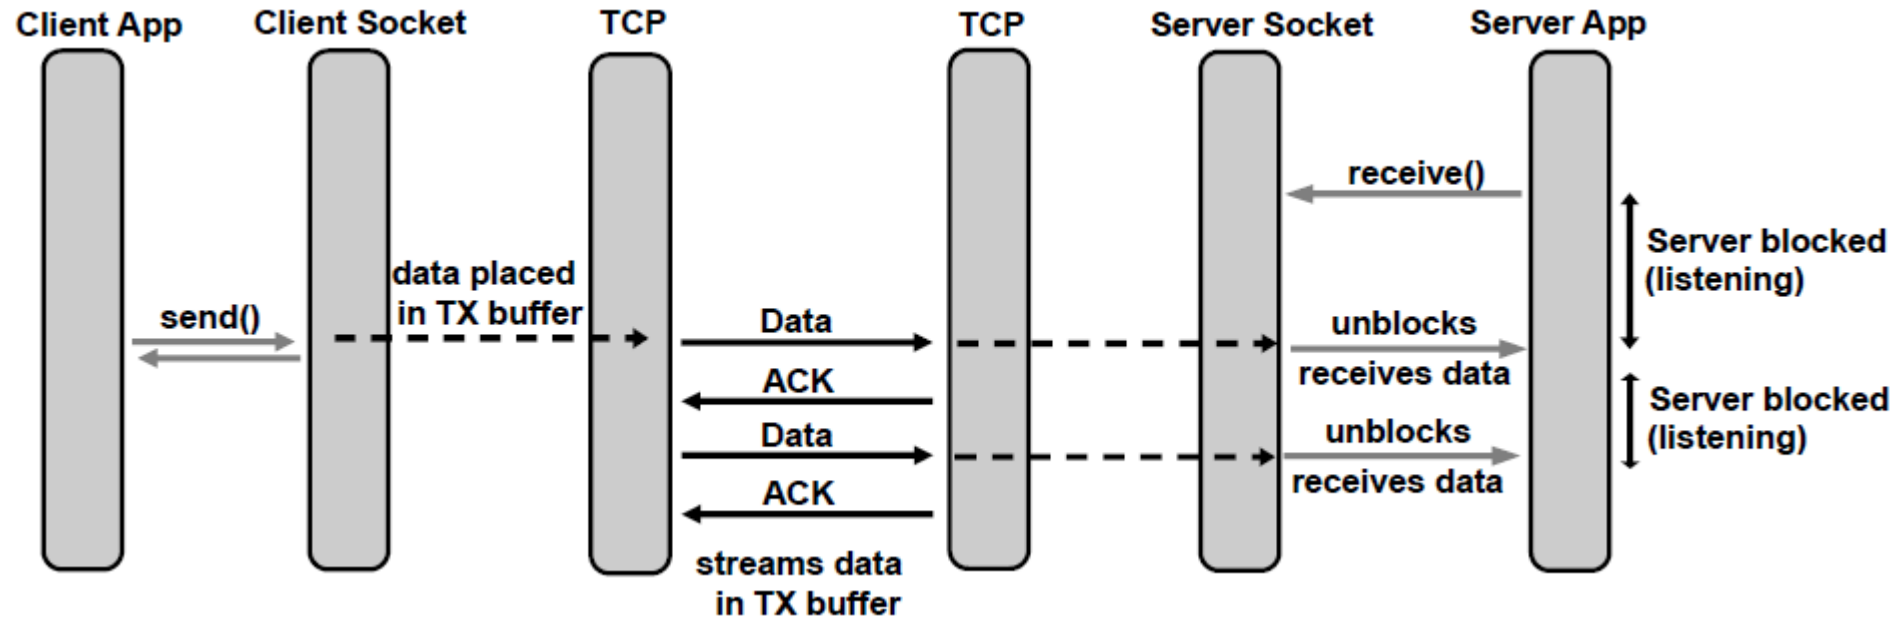 Client App
Client Socket
TCP
TCP
Server Socket
Server App
receive()
Server blocked
(listening)
data placed
in TX buffer
send()
Data
unblocks
receives data
ACK
Server blocked
(listening)
Data
unblocks
receives data
ACK
streams data
in TX buffer